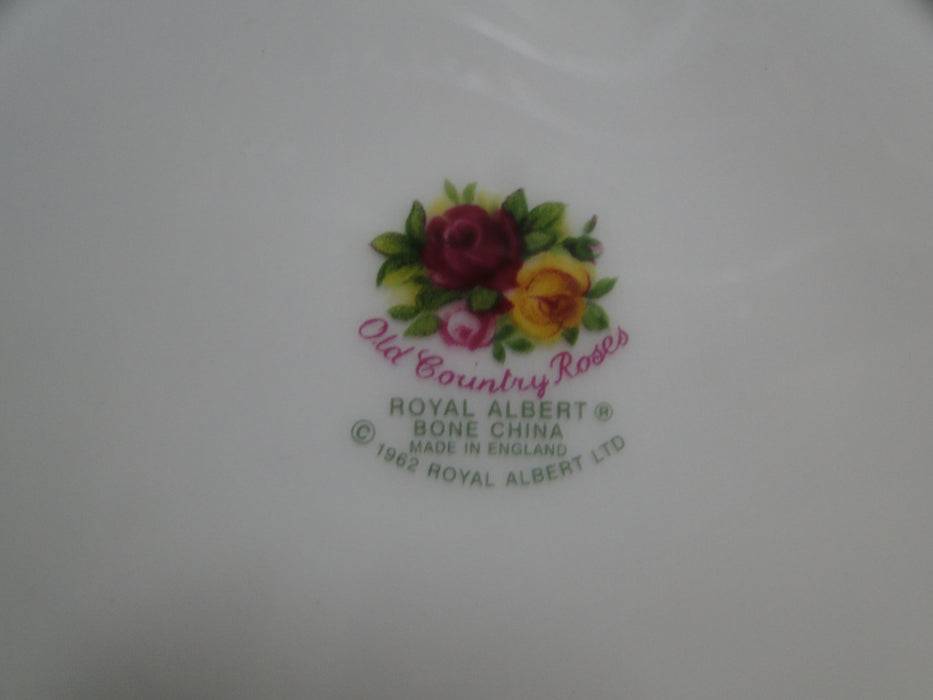 Old Country Roses
ROYAL ALBERT ®
BONE CHINA
MADE IN ENGLAND
© 1962 ROYAL ALBERT LTD